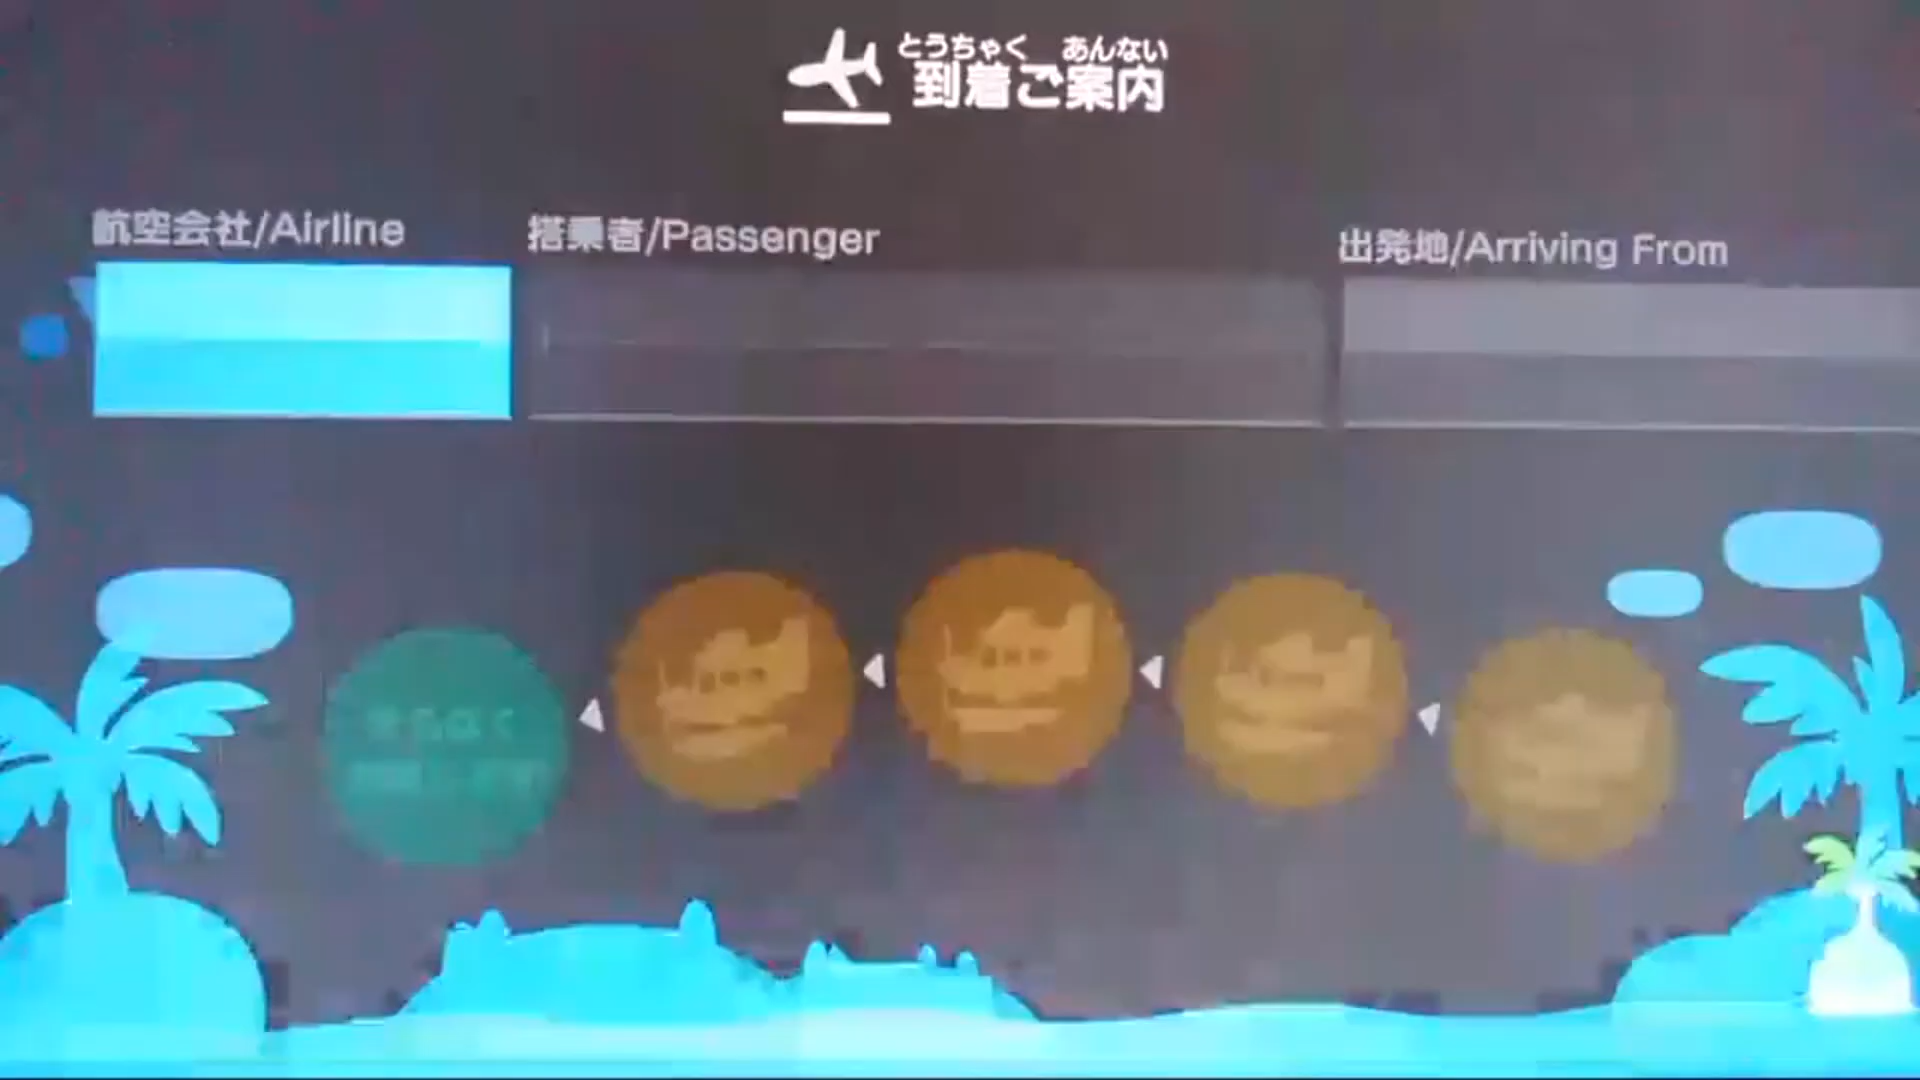 とうちゃく あんない
到着ご案内
航空会社/Airline
搭乗者/Passenger
出発地/Arriving From